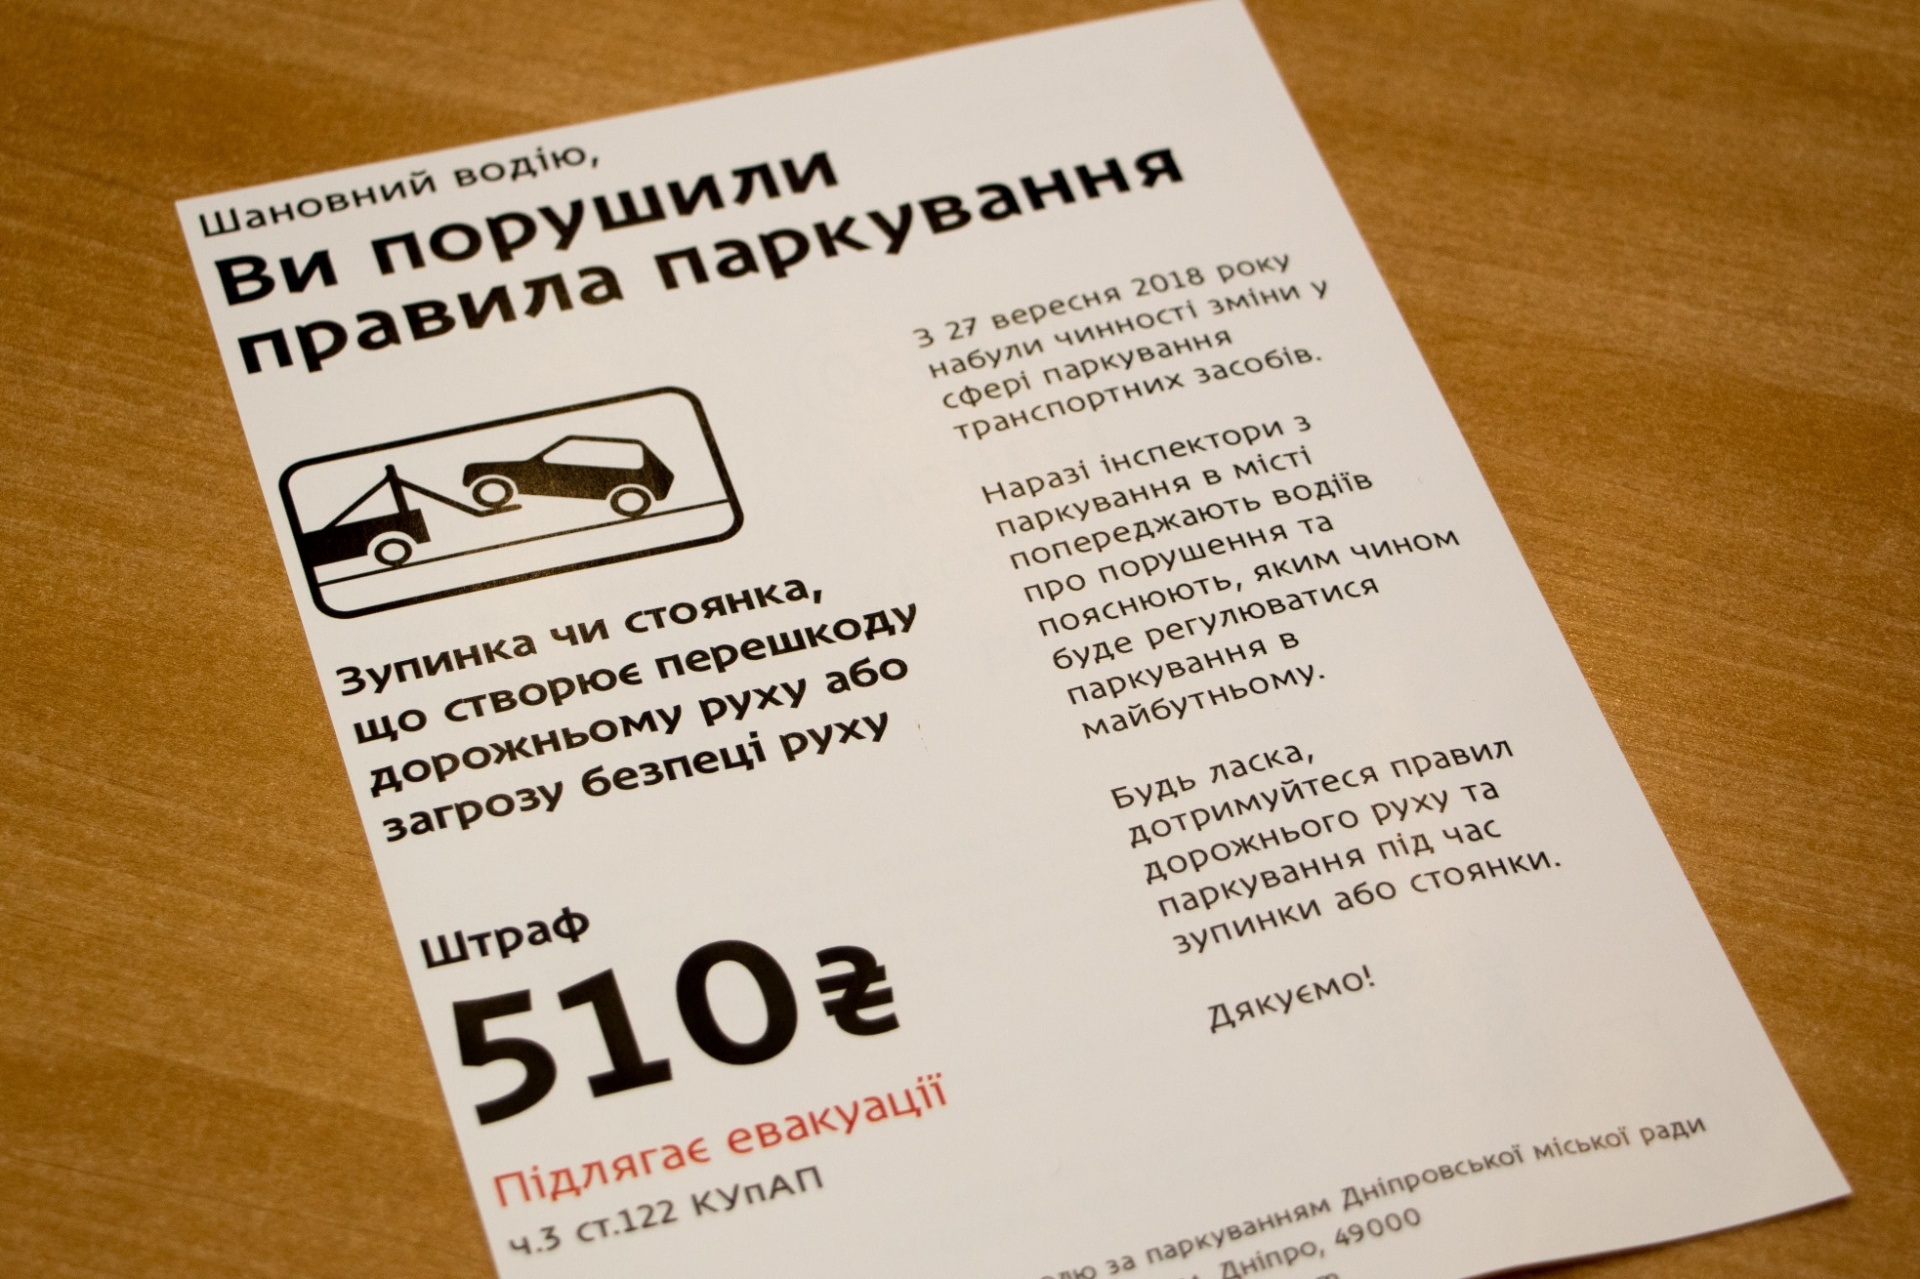 Шановний водію,
Ви порушили
правила паркування
Зупинка чи стоянка,
що створює перешкоду
дорожньому руху або
загрозу безпеці руху
Штраф
510₴
Підлягає евакуації
ч.3 ст.122 КУпАП
З 27 вересня 2018 року
набули чинності зміни у
сфері паркування
транспортних засобів.
Наразі інспектори з
паркування в місті
попереджають водіїв
про порушення та
пояснюють, яким чином
буде регулюватися
паркування в
майбутньому.
Будь ласка,
дотримуйтеся правил
дорожнього руху та
паркування під час
зупинки або стоянки.
Дякуємо!
за паркуванням Дніпровської міської ради
Дніпро, 49000